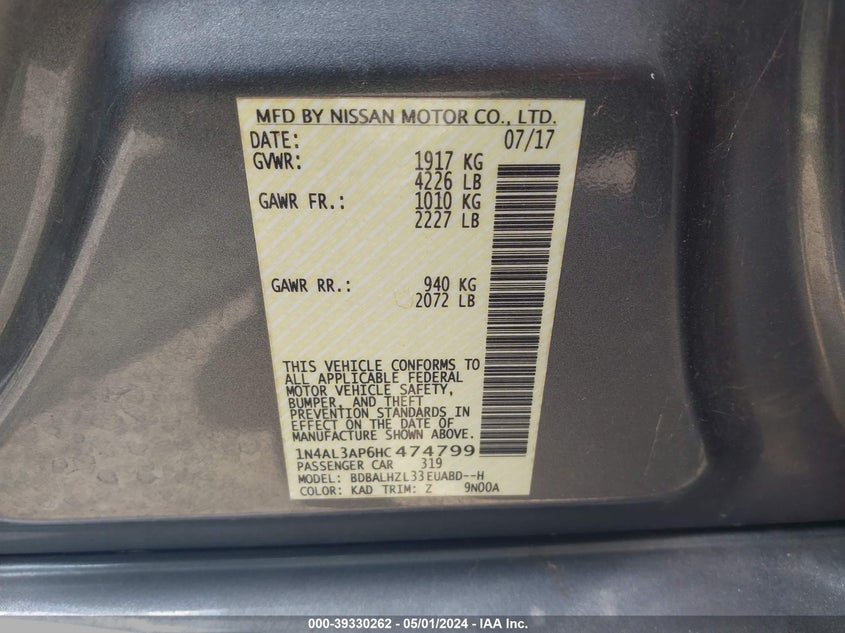 MFD BY NISSAN MOTOR CO., LTD.
DATE: 07/17
GVWR: 1917 KG
4226 LB
GAWR FR.: 1010 KG
2227 LB
GAWR RR.: 940 KG
2072 LB
THIS VEHICLE CONFORMS TO
ALL APPLICABLE FEDERAL
MOTOR VEHICLE SAFETY,
BUMPER, AND THEFT
PREVENTION STANDARDS IN
EFFECT ON THE DATE OF
MANUFACTURE SHOWN ABOVE.
1N4AL3AP6HC474799
PASSENGER CAR 319
MODEL: BDBALHZL33EUABD--H
COLOR: KAD TRIM: Z 9N00A
000-39330262 - 05/01/2024 - IAA Inc.